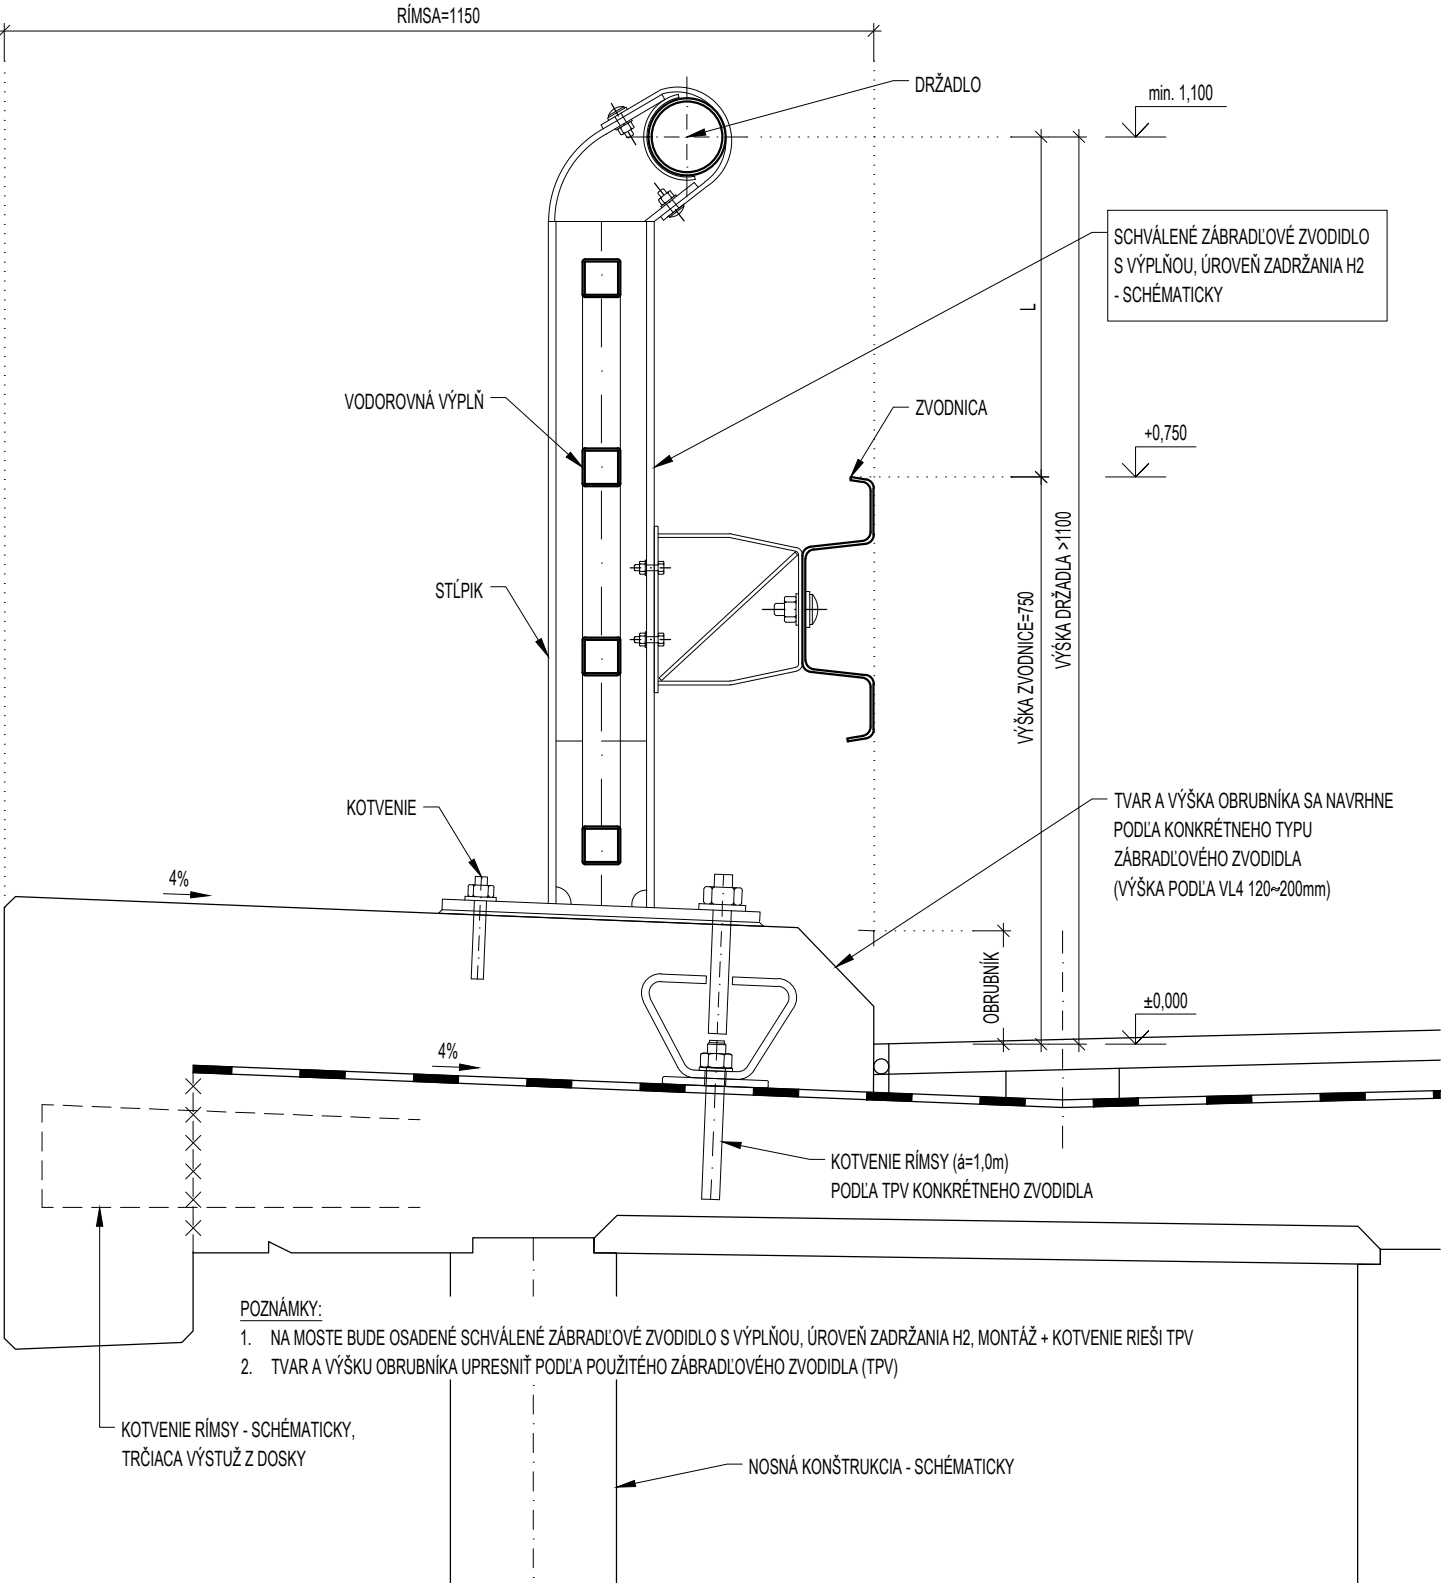 RÍMSA=1150
DRŽADLO
min. 1,100
SCHVÁLENÉ ZÁBRADĽOVÉ ZVODIDLO
S VÝPLŇOU, ÚROVEŇ ZADRŽANIA H2
- SCHÉMATICKY
L
VODOROVNÁ VÝPLŇ
ZVODNICA
+0,750
STĹPIK
VÝŠKA ZVODNICE=750
VÝŠKA DRŽADLA >1100
KOTVENIE
TVAR A VÝŠKA OBRUBNÍKA SA NAVRHNE
PODĽA KONKRÉTNEHO TYPU
ZÁBRADĽOVÉHO ZVODIDLA
(VÝŠKA PODĽA VL4 120~200mm)
4%
OBRUBNÍK
±0,000
4%
KOTVENIE RÍMSY (á=1,0m)
PODĽA TPV KONKRÉTNEHO ZVODIDLA
POZNÁMKY:
1. NA MOSTE BUDE OSADENÉ SCHVÁLENÉ ZÁBRADĽOVÉ ZVODIDLO S VÝPLŇOU, ÚROVEŇ ZADRŽANIA H2, MONTÁŽ + KOTVENIE RIEŠI TPV
2. TVAR A VÝŠKU OBRUBNÍKA UPRESNIŤ PODĽA POUŽITÉHO ZÁBRADĽOVÉHO ZVODIDLA (TPV)
KOTVENIE RÍMSY - SCHÉMATICKY,
TRČIACA VÝSTUŽ Z DOSKY
NOSNÁ KONŠTRUKCIA - SCHÉMATICKY